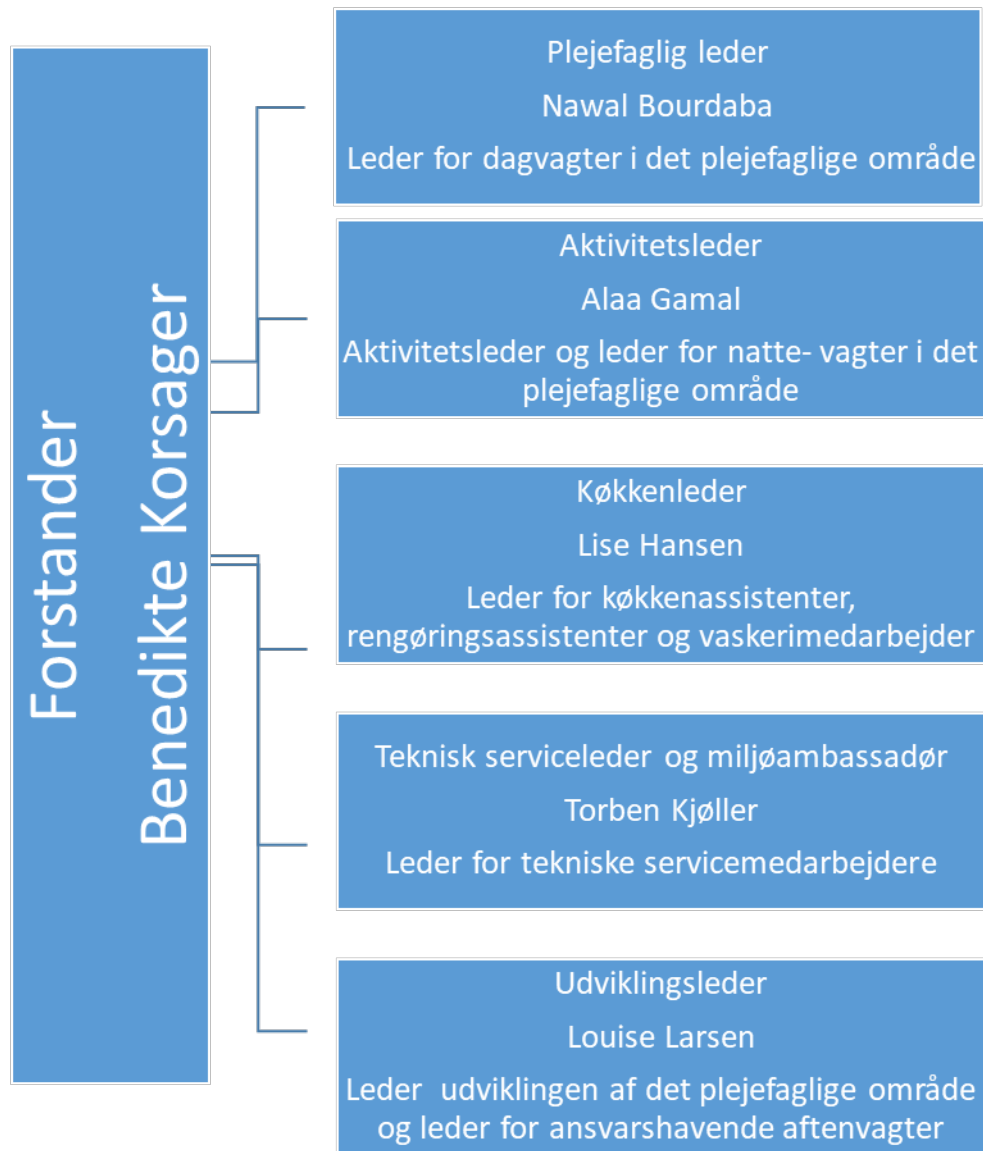 Forstander
Benedikte Korsager
Plejefaglig leder
Nawal Bourdaba
Leder for dagvagter i det plejefaglige område
Aktivitetsleder
Alaa Gamal
Aktivitetsleder og leder for natte- vagter i det
plejefaglige område
Køkkenleder
Lise Hansen
Leder for køkkenassistenter,
rengøringsassistenter og vaskerimedarbejder
Teknisk serviceleder og miljøambassadør
Torben Kjøller
Leder for tekniske servicemedarbejdere
Udviklingsleder
Louise Larsen
Leder udviklingen af det plejefaglige område
og leder for ansvarshavende aftenvagter